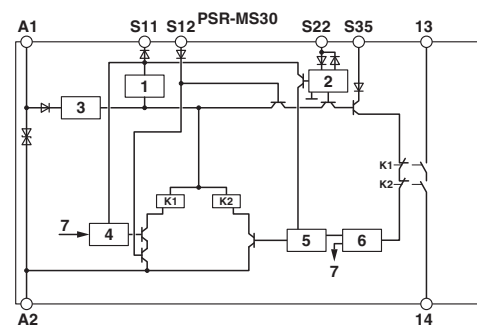 PSR-MS30
A1 S11 S12 S22 S35 13
1 2
3
K1
K2
K1 K2
7 4 5 6
7
A2 14